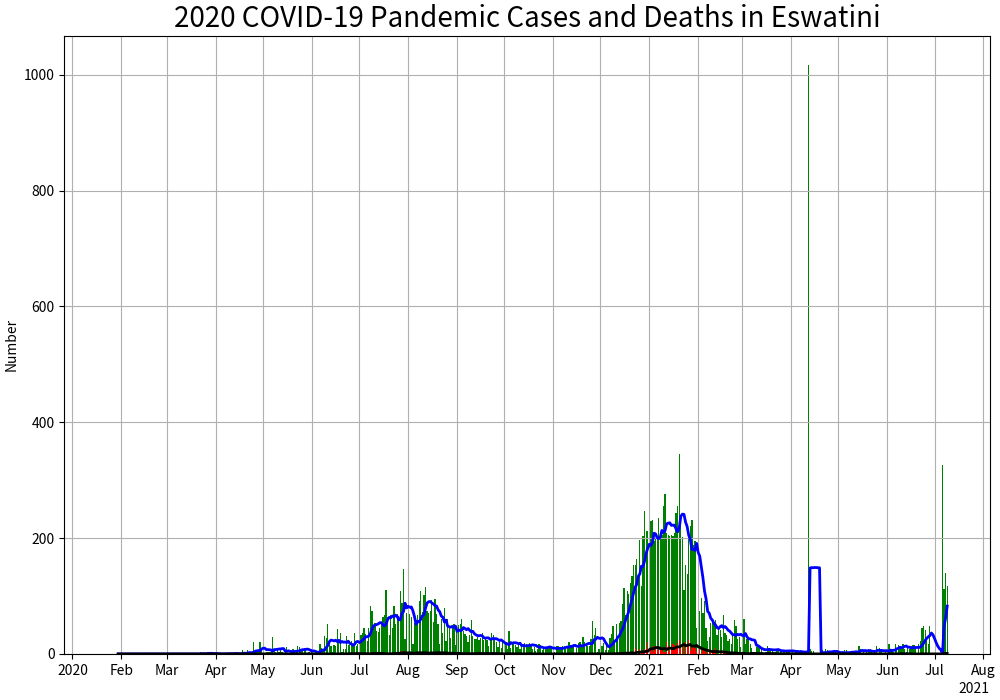 2020 COVID-19 Pandemic Cases and Deaths in Eswatini
1000
800
600
400
200
0
Number
2020 Feb Mar Apr May Jun Jul Aug Sep Oct Nov Dec 2021 Feb Mar Apr May Jun Jul Aug
2021